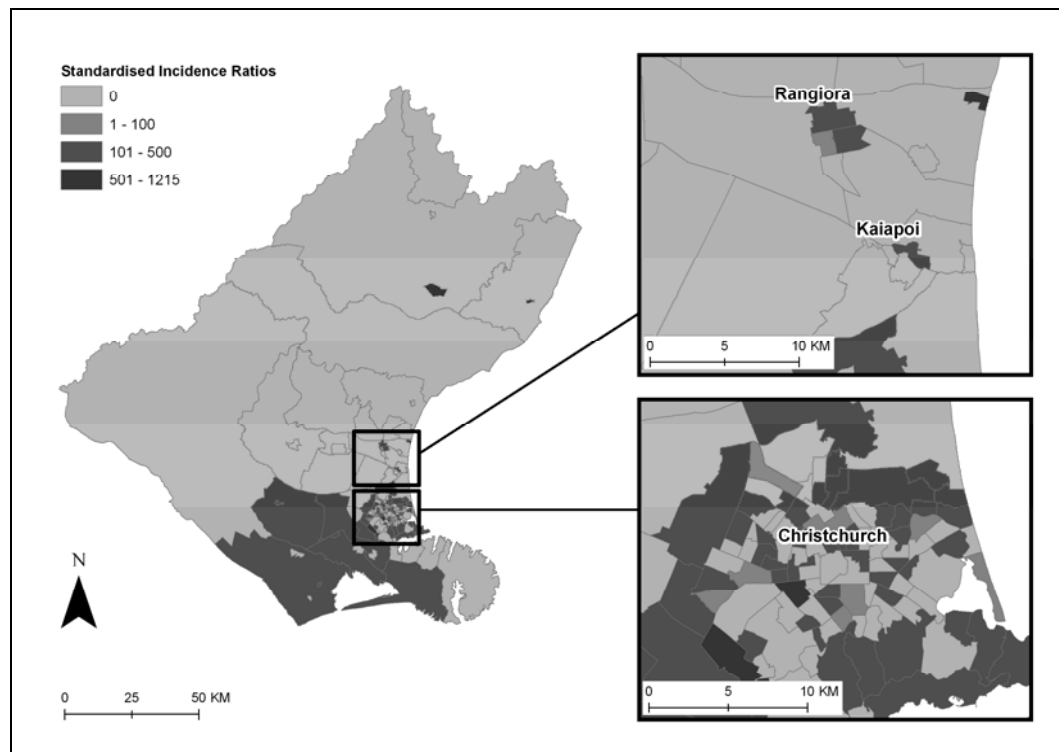 Standardised Incidence Ratios
0
1 - 100
101 - 500
501 - 1215
N
0 25 50 KM
Rangiora
Kaiapoi
0 5 10 KM
Christchurch
0 5 10 KM